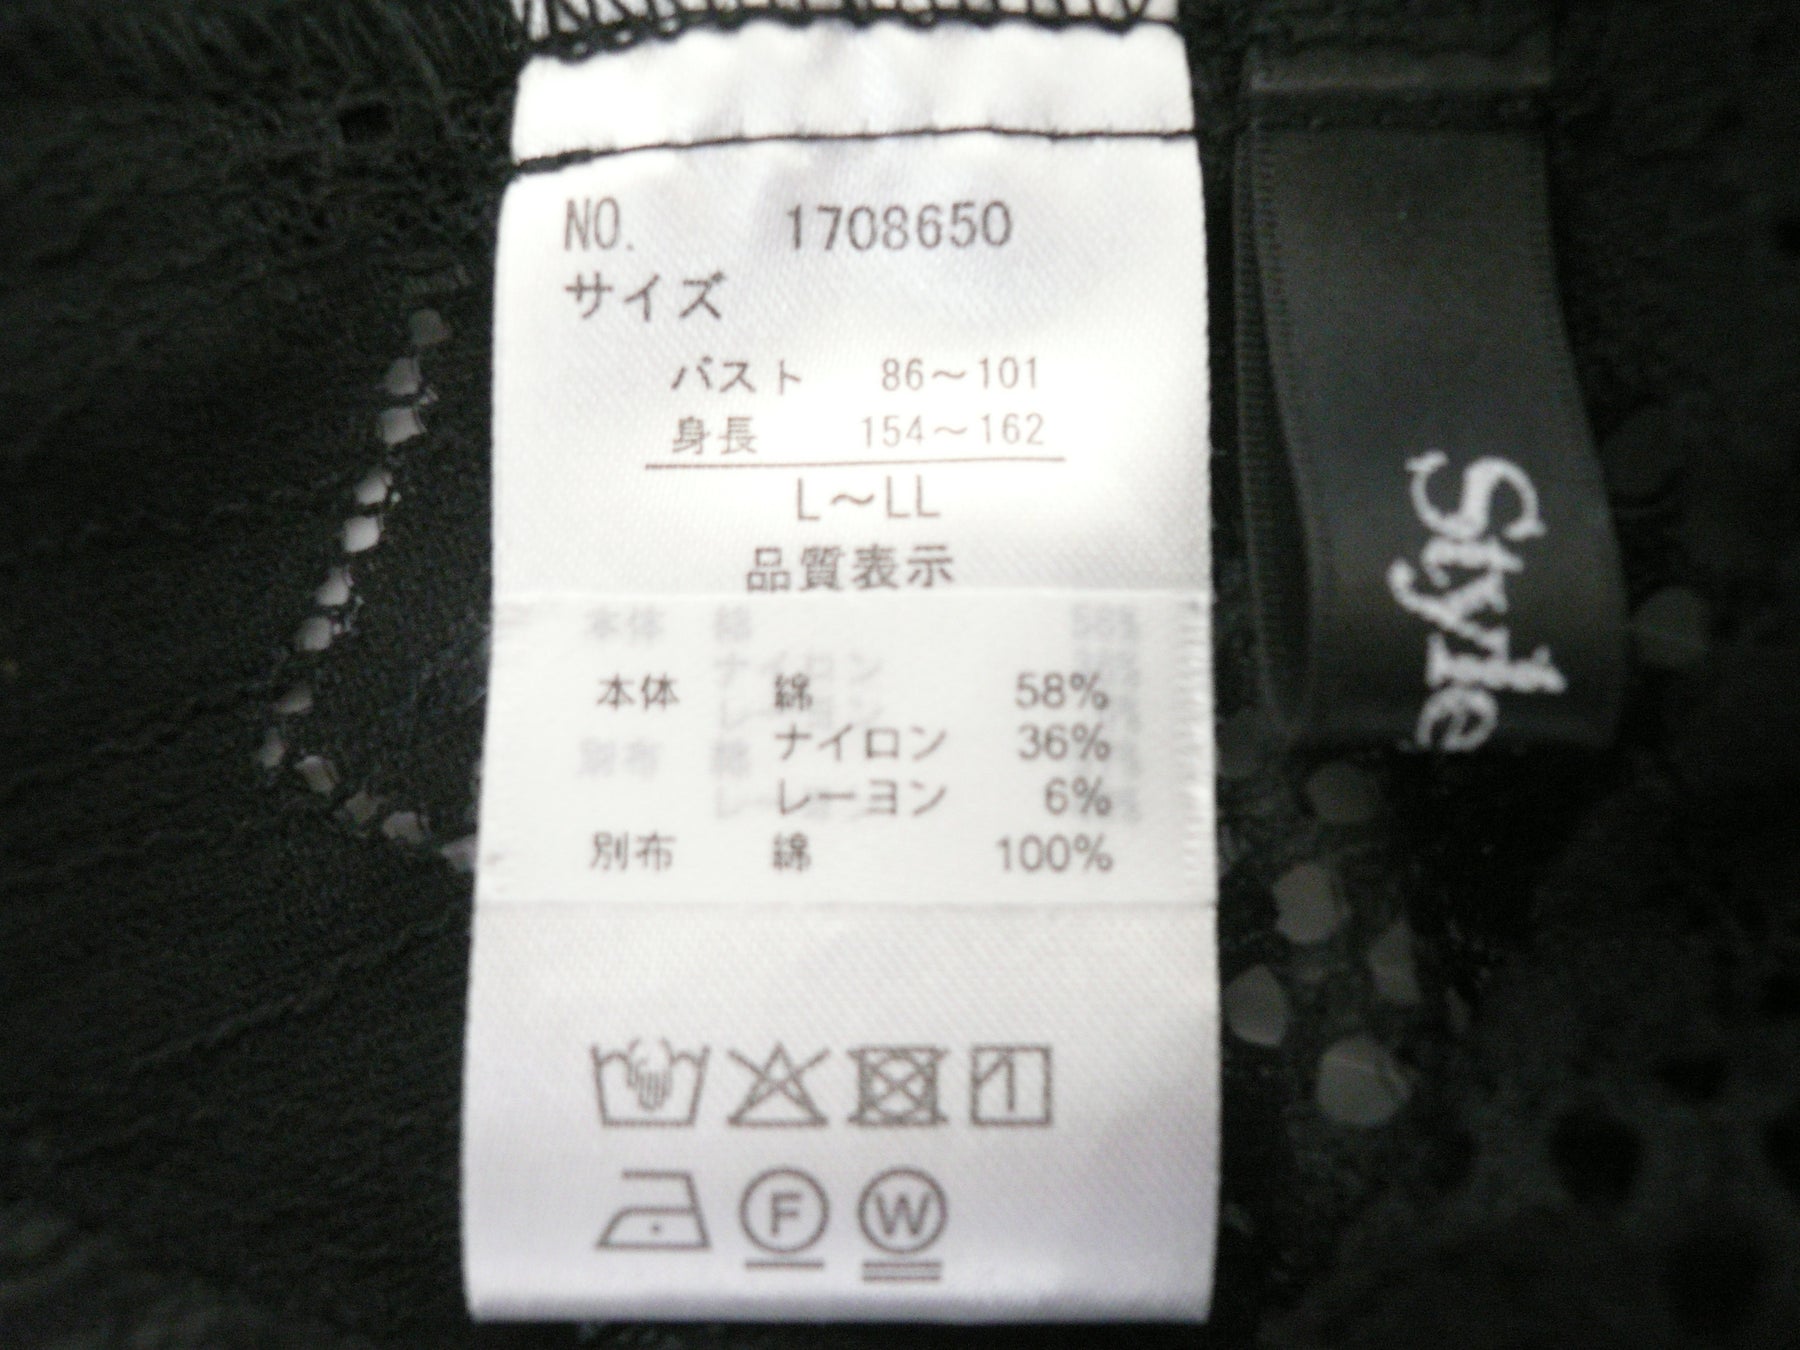 NO. 1708650
サイズ
バスト 86〜101
身長 154〜162
L〜LL
品質表示
本体 綿 58%
ナイロン 36%
レーヨン 6%
別布 綿 100%
F W
Style